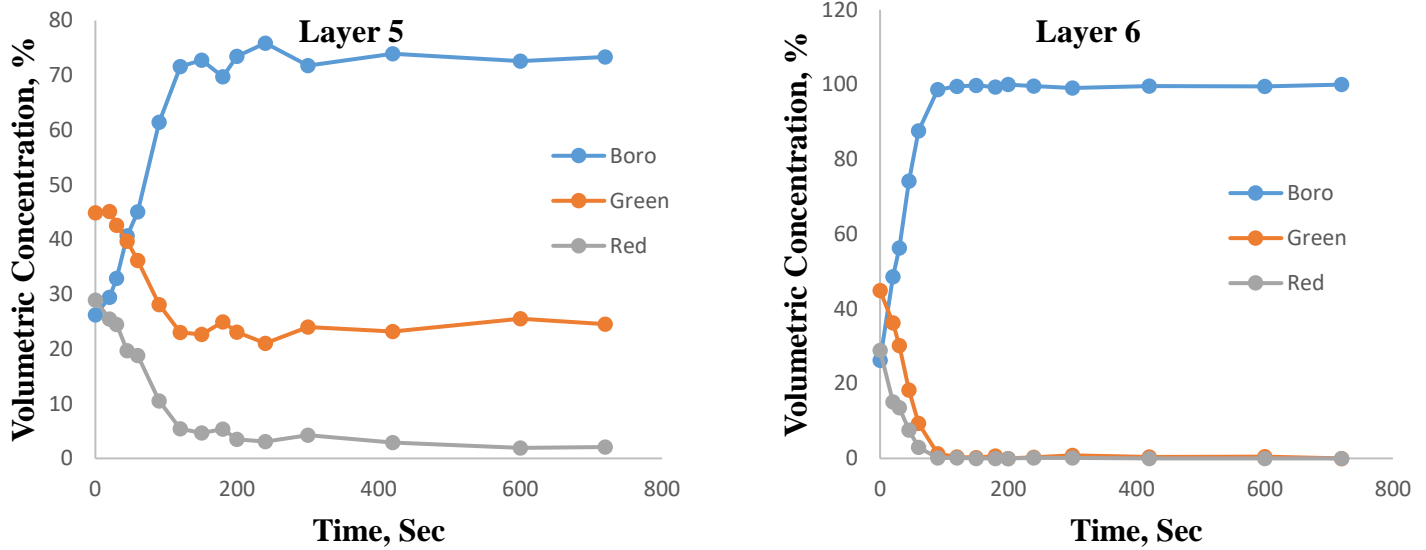 Layer 5
Volumetric Concentration, %
80
70
60
50
40
30
20
10
0
0 200 400 600 800
Time, Sec
Boro
Green
Red
Layer 6
Volumetric Concentration, %
120
100
80
60
40
20
0
0 200 400 600 800
Time, Sec
Boro
Green
Red